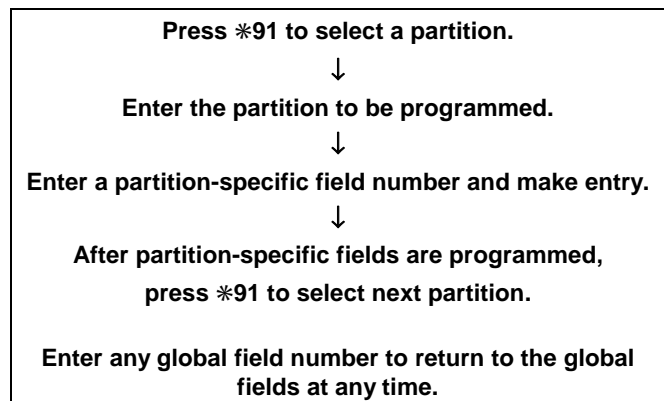 Press ✳91 to select a partition.
↓
Enter the partition to be programmed.
↓
Enter a partition-specific field number and make entry.
↓
After partition-specific fields are programmed,
press ✳91 to select next partition.
Enter any global field number to return to the global
fields at any time.